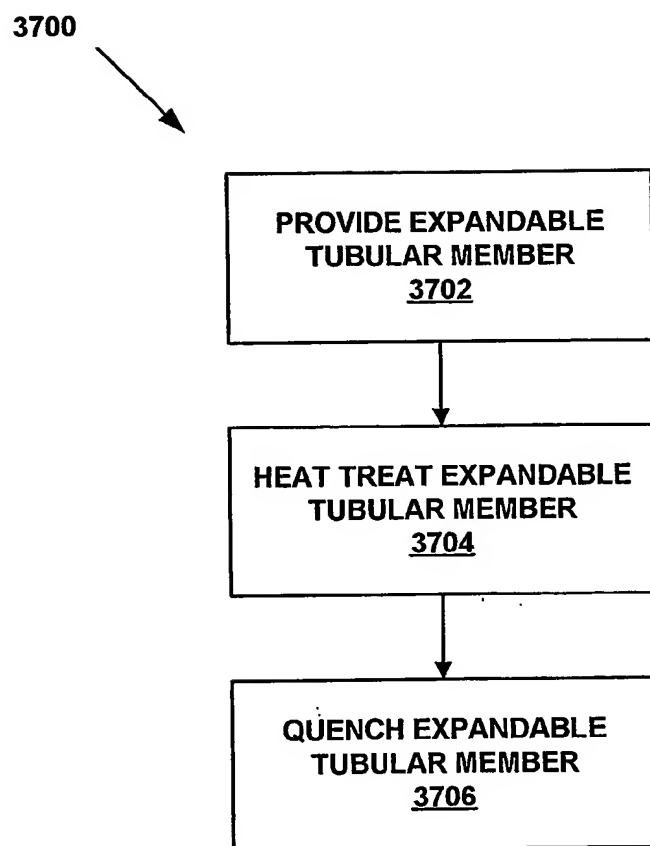 3700
PROVIDE EXPANDABLE
TUBULAR MEMBER
3702
HEAT TREAT EXPANDABLE
TUBULAR MEMBER
3704
QUENCH EXPANDABLE
TUBULAR MEMBER
3706